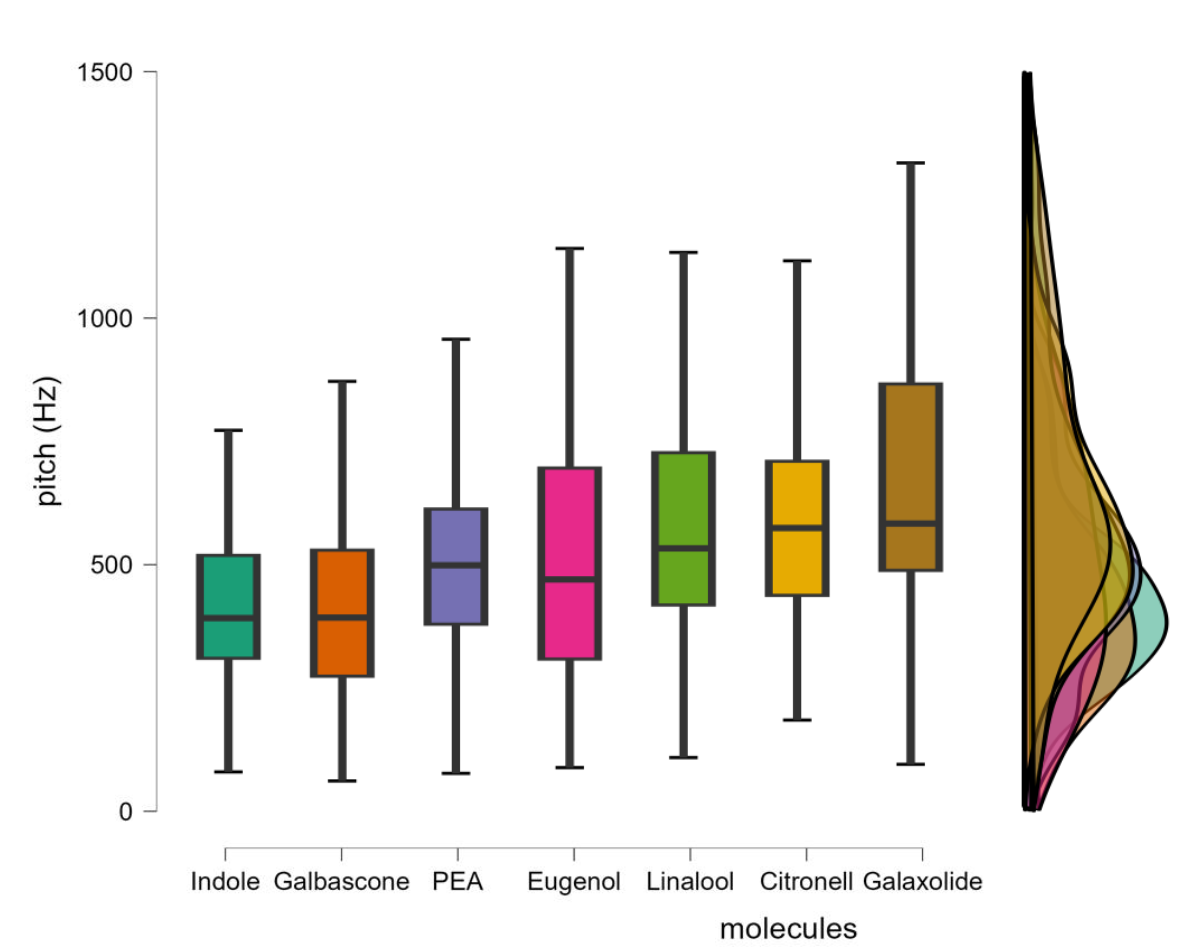 1500
1000
500
0
pitch (Hz)
Indole Galbascone PEA Eugenol Linalool Citronell Galaxolide
molecules